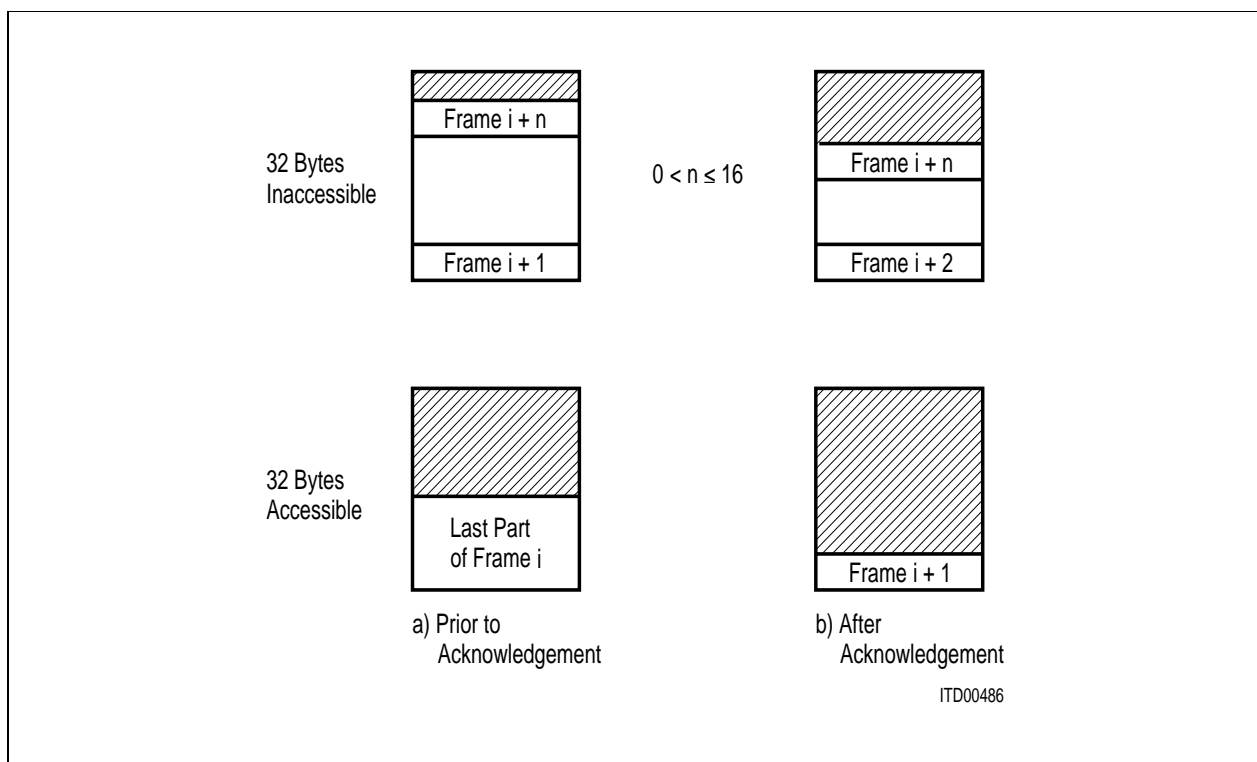 Frame i + n
Frame i + n
32 Bytes
Inaccessible
0 < n ≤ 16
Frame i + 1
Frame i + 2
32 Bytes
Accessible
Last Part
of Frame i
Frame i + 1
a) Prior to
Acknowledgement
b) After
Acknowledgement
ITD00486